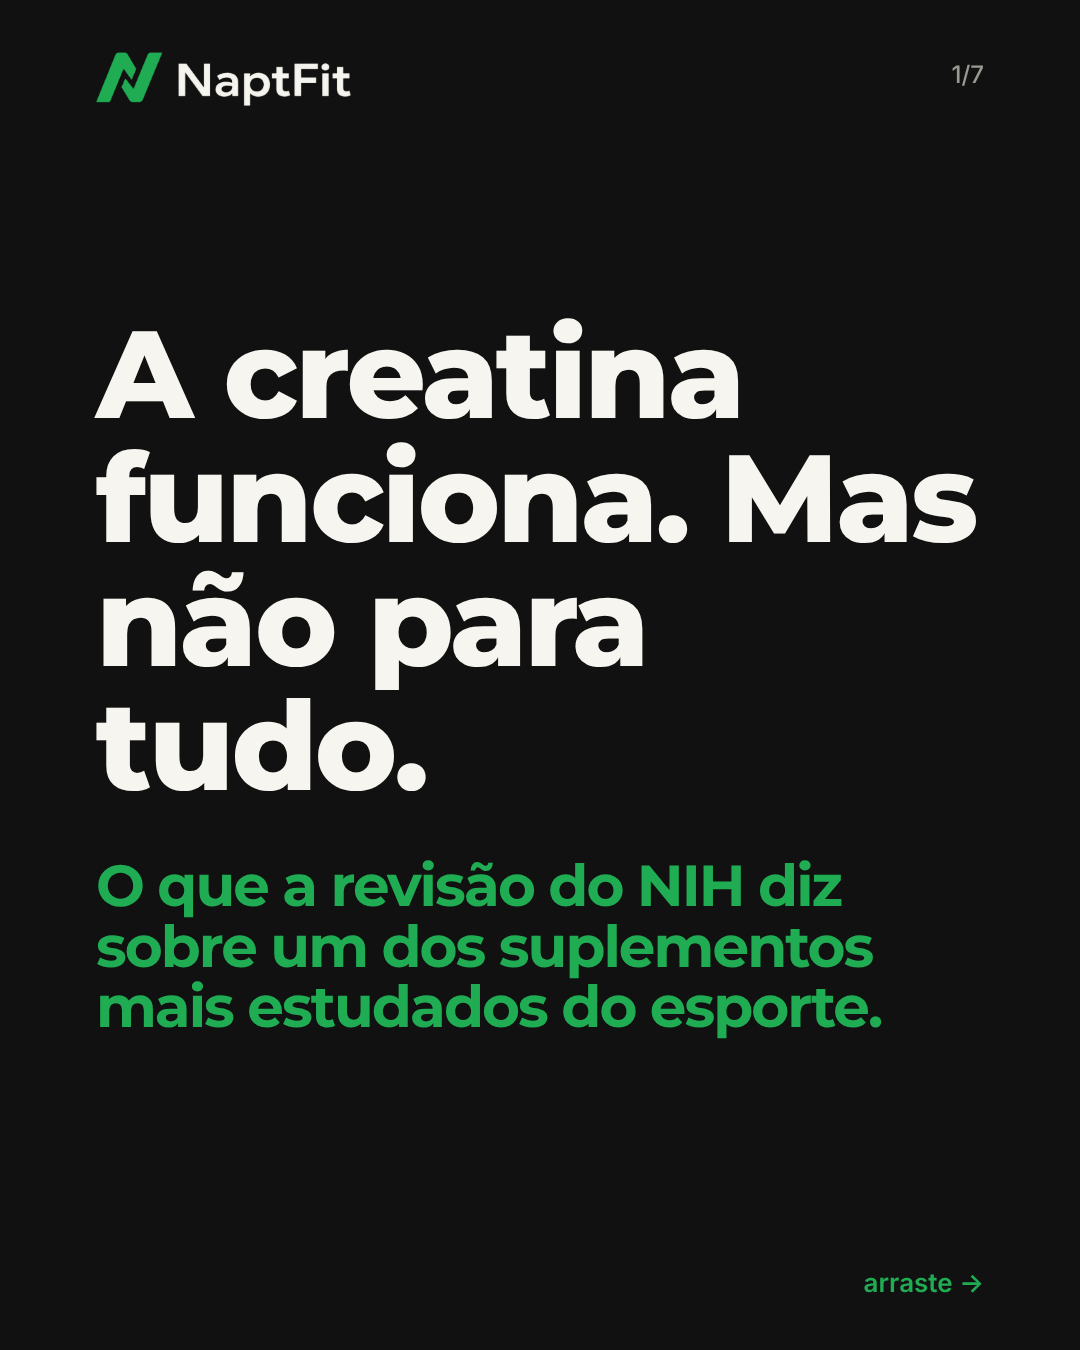 NaptFit
1/7
A creatina
funciona. Mas
não para
tudo.
O que a revisão do NIH diz
sobre um dos suplementos
mais estudados do esporte.
arraste →